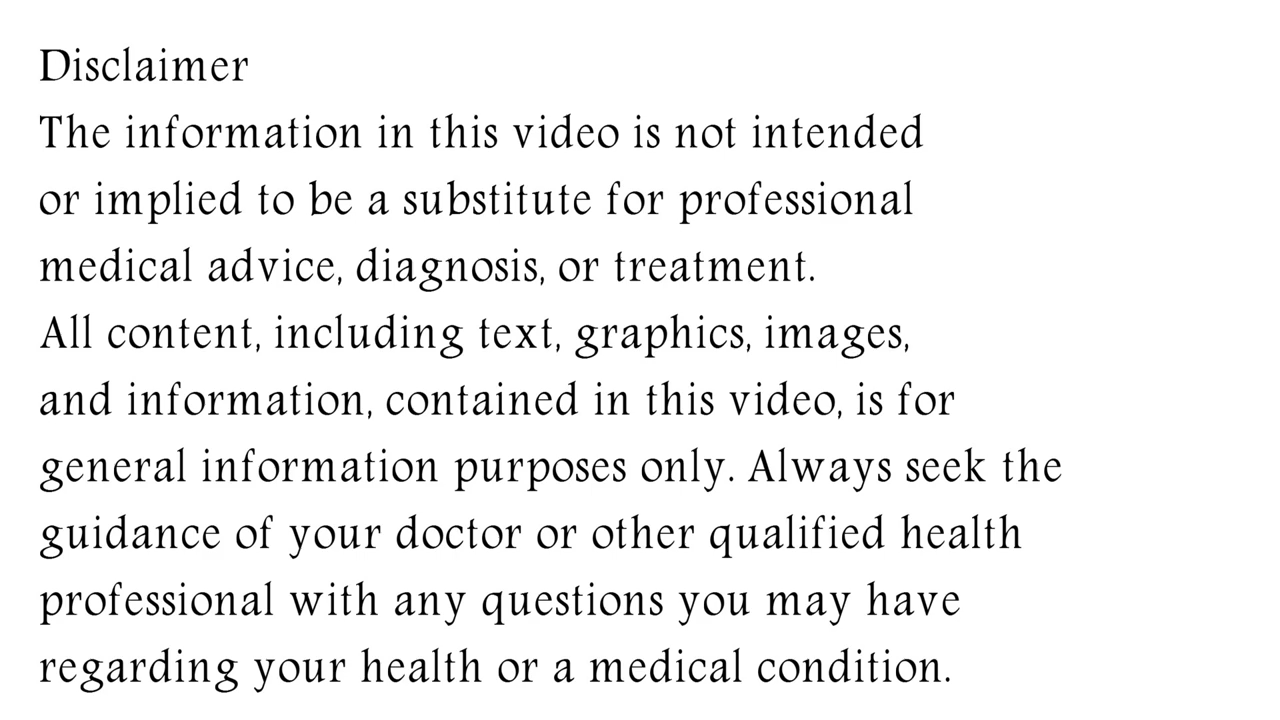 Disclaimer
The information in this video is not intended
or implied to be a substitute for professional
medical advice, diagnosis, or treatment.
All content, including text, graphics, images,
and information, contained in this video, is for
general information purposes only. Always seek the
guidance of your doctor or other qualified health
professional with any questions you may have
regarding your health or a medical condition.